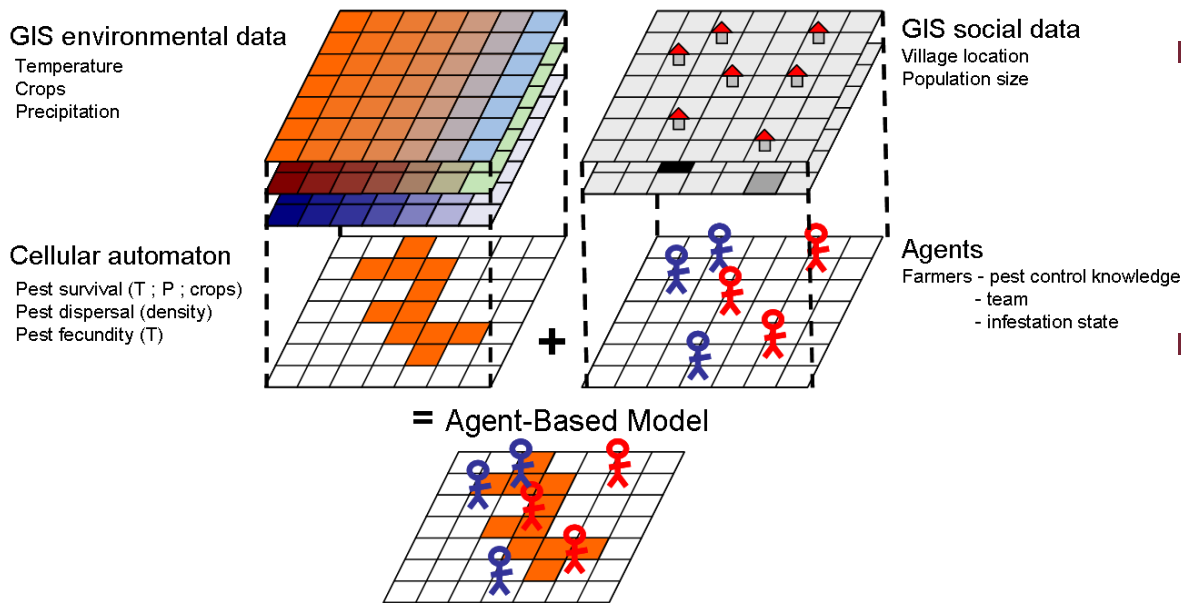 GIS environmental data
Temperature
Crops
Precipitation
GIS social data
Village location
Population size
Cellular automaton
Pest survival (T ; P ; crops)
Pest dispersal (density)
Pest fecundity (T)
+
Agents
Farmers - pest control knowledge
- team
- infestation state
= Agent-Based Model